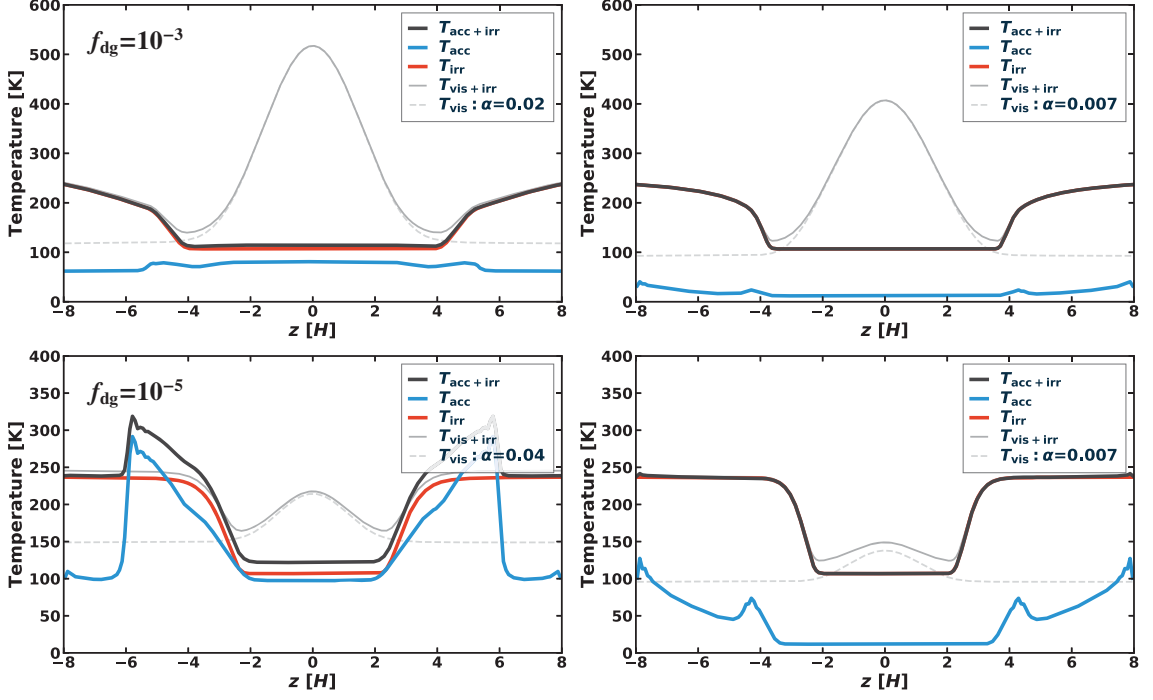 600
500
400
300
200
100
0
Temperature [K]
f_dg=10⁻³
T_acc+irr
T_acc
T_irr
T_vis+irr
T_vis : α=0.02
−8 −6 −4 −2 0 2 4 6 8
z [H]
600
500
400
300
200
100
0
Temperature [K]
T_acc+irr
T_acc
T_irr
T_vis+irr
T_vis : α=0.007
−8 −6 −4 −2 0 2 4 6 8
z [H]
400
350
300
250
200
150
100
50
0
Temperature [K]
f_dg=10⁻⁵
T_acc+irr
T_acc
T_irr
T_vis+irr
T_vis : α=0.04
−8 −6 −4 −2 0 2 4 6 8
z [H]
400
350
300
250
200
150
100
50
0
Temperature [K]
T_acc+irr
T_acc
T_irr
T_vis+irr
T_vis : α=0.007
−8 −6 −4 −2 0 2 4 6 8
z [H]